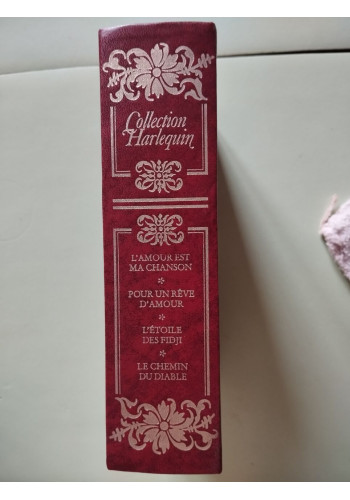 Collection
Harlequin
L'AMOUR EST
MA CHANSON
*
POUR UN RÊVE
D'AMOUR
*
L'ÉTOILE
DES FIDJI
*
LE CHEMIN
DU DIABLE